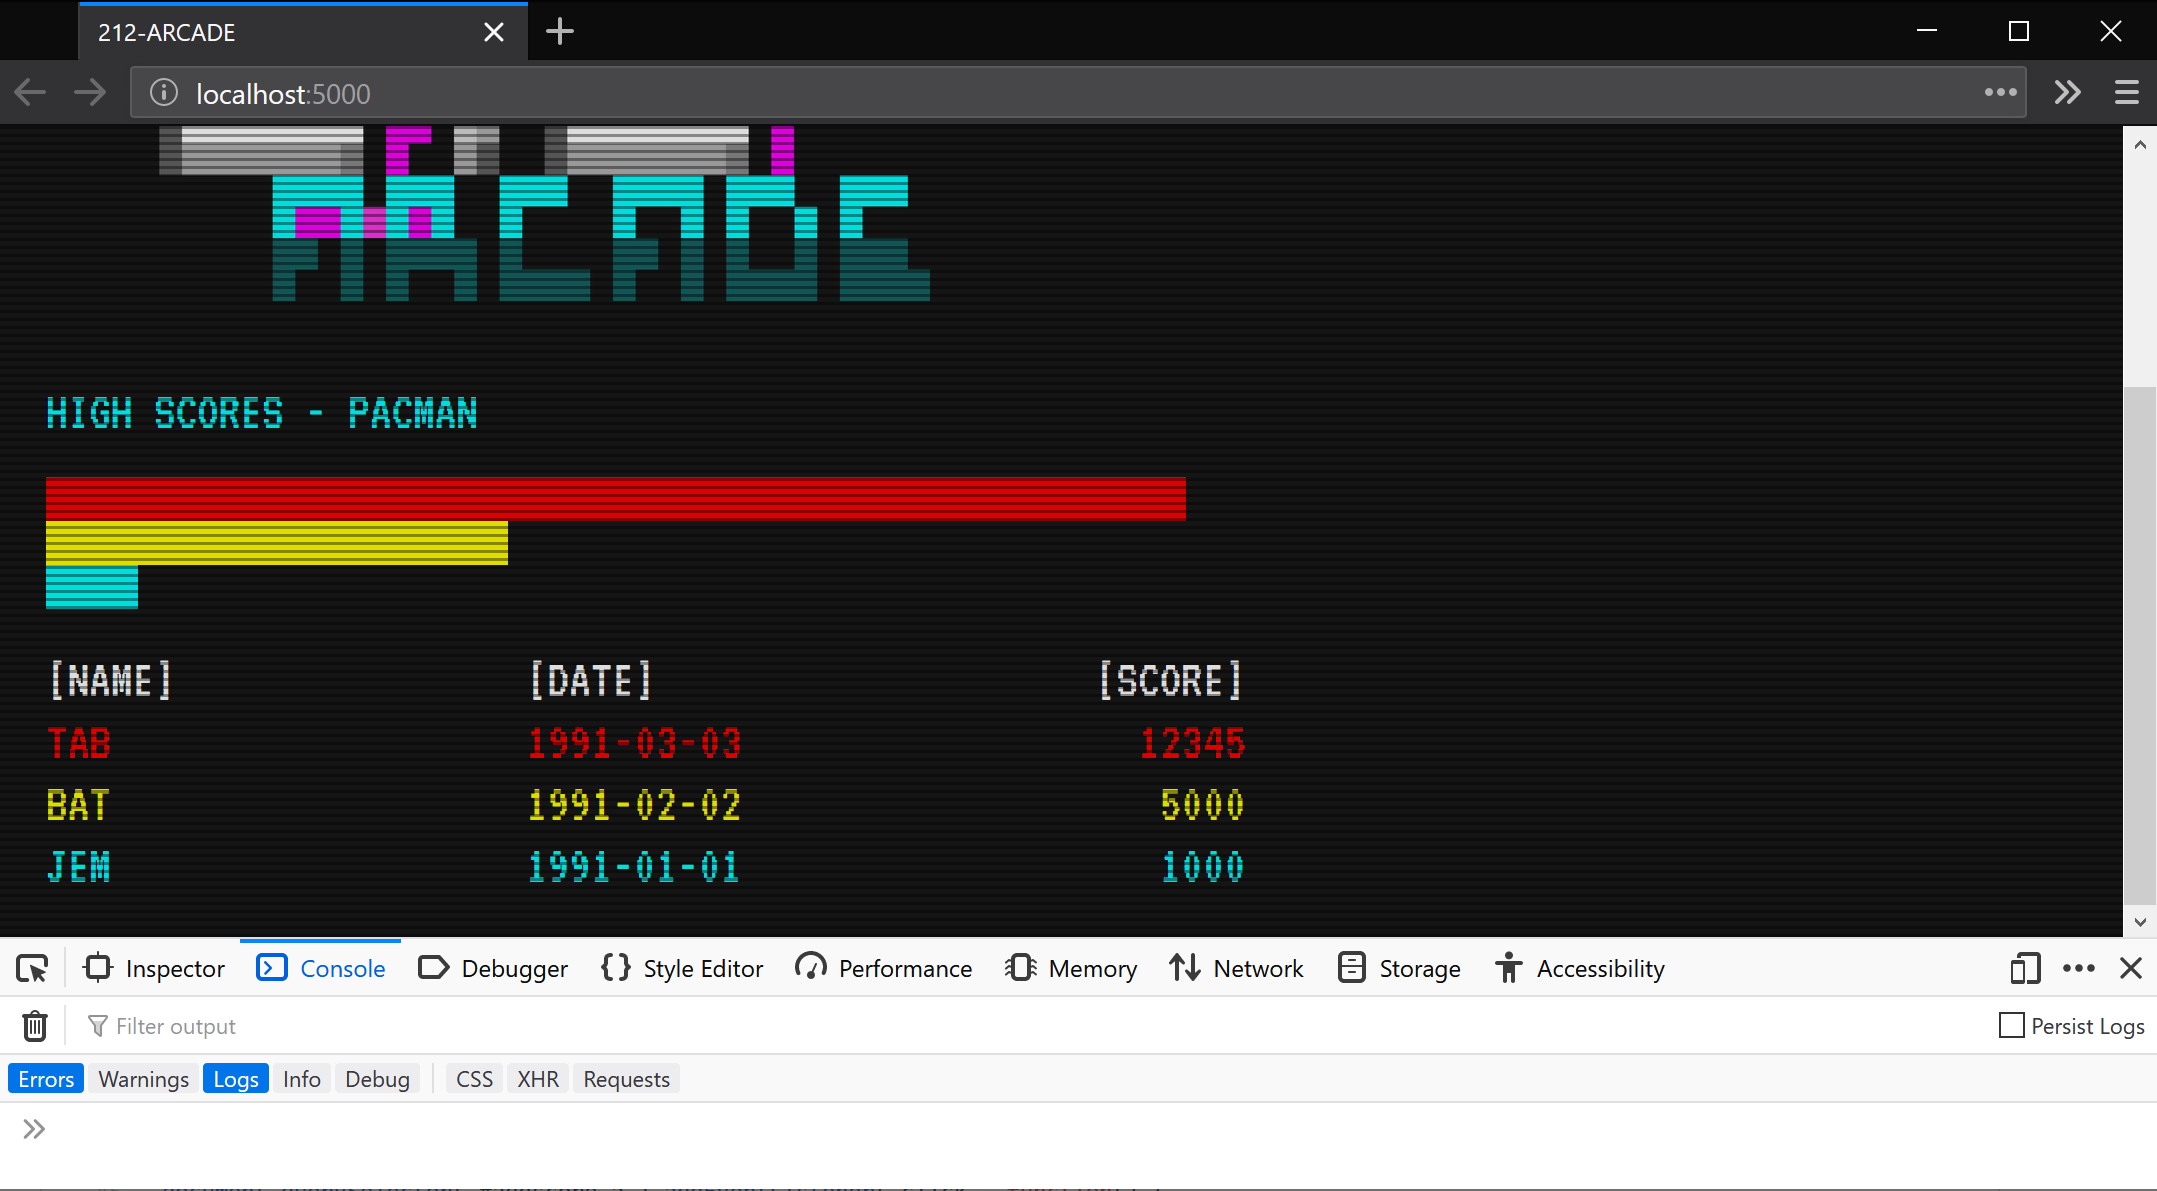 212-ARCADE
localhost:5000
ARCADE
HIGH SCORES - PACMAN
[NAME] [DATE] [SCORE]
TAB 1991-03-03 12345
BAT 1991-02-02 5000
JEM 1991-01-01 1000
Inspector Console Debugger Style Editor Performance Memory Network Storage Accessibility
Filter output Persist Logs
Errors Warnings Logs Info Debug CSS XHR Requests